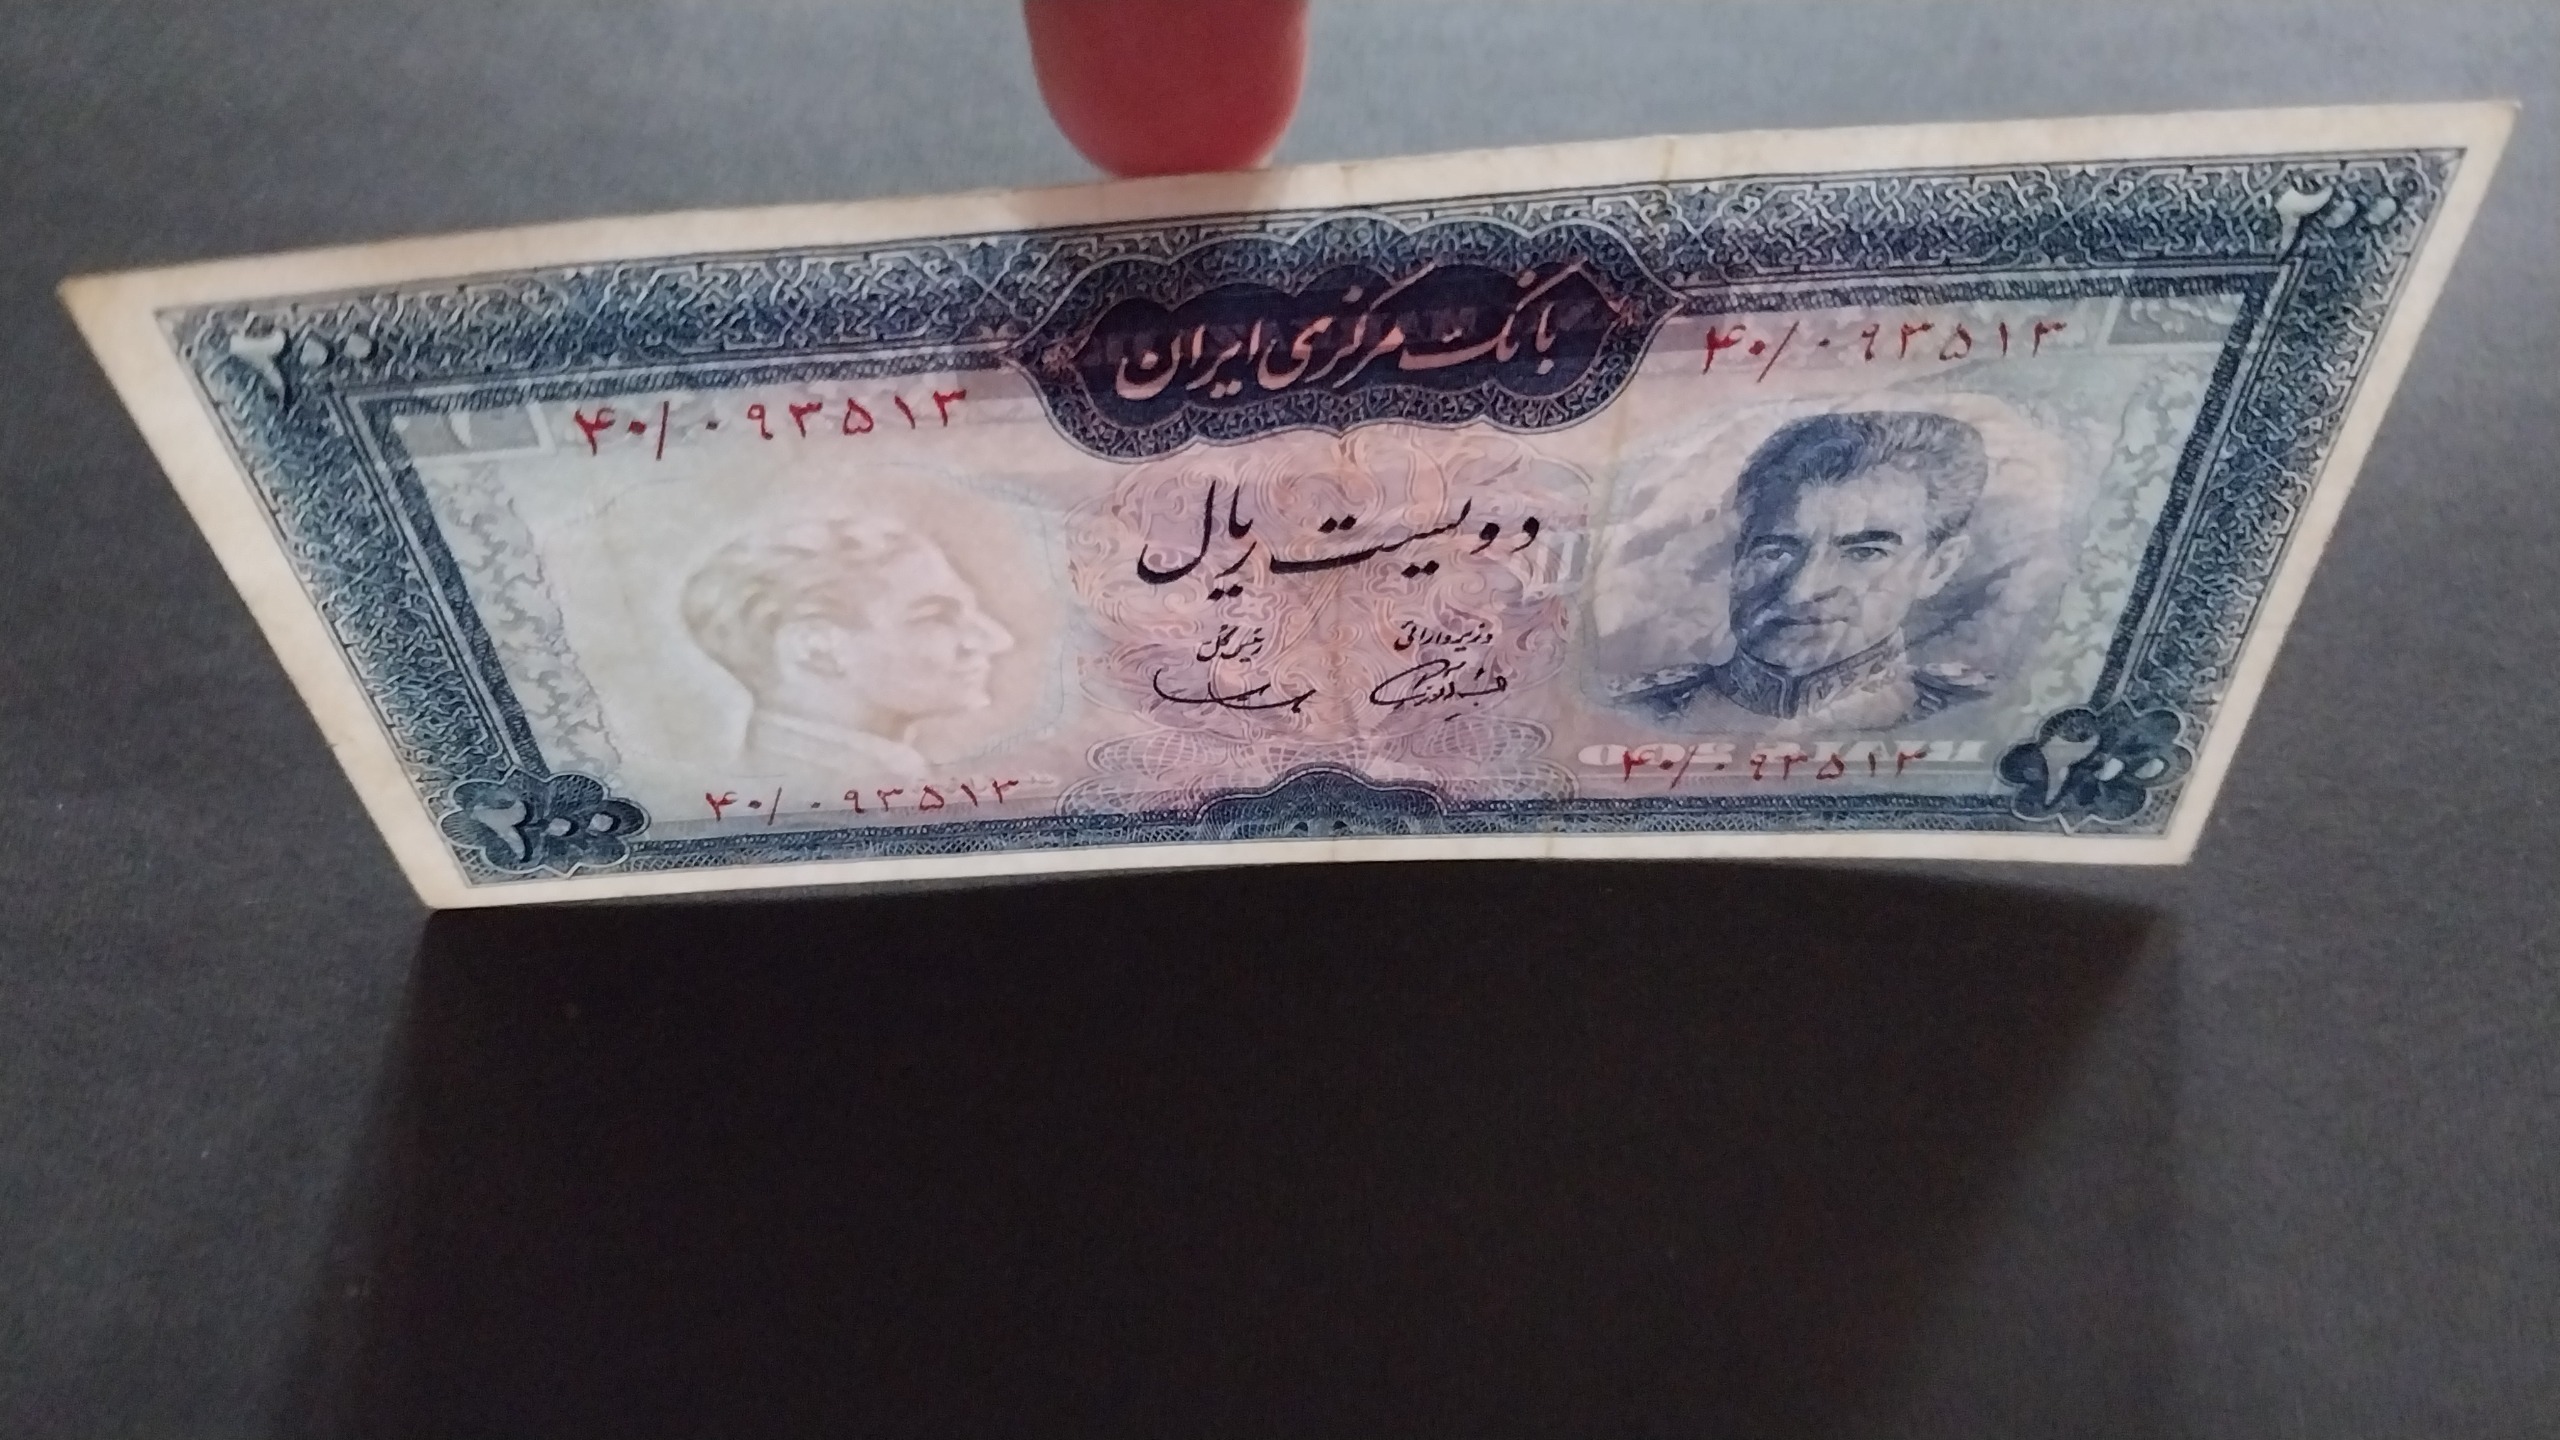 ۲۰۰ ۲۰۰
بانک مرکزی ایران
۴۰/۰۹۳۵۱۳ ۴۰/۰۹۳۵۱۳
دویست ریال
وزیر دارائی رئیس کل
۴۰/۰۹۳۵۱۳ ۴۰/۰۹۳۵۱۳
۲۰۰ ۲۰۰